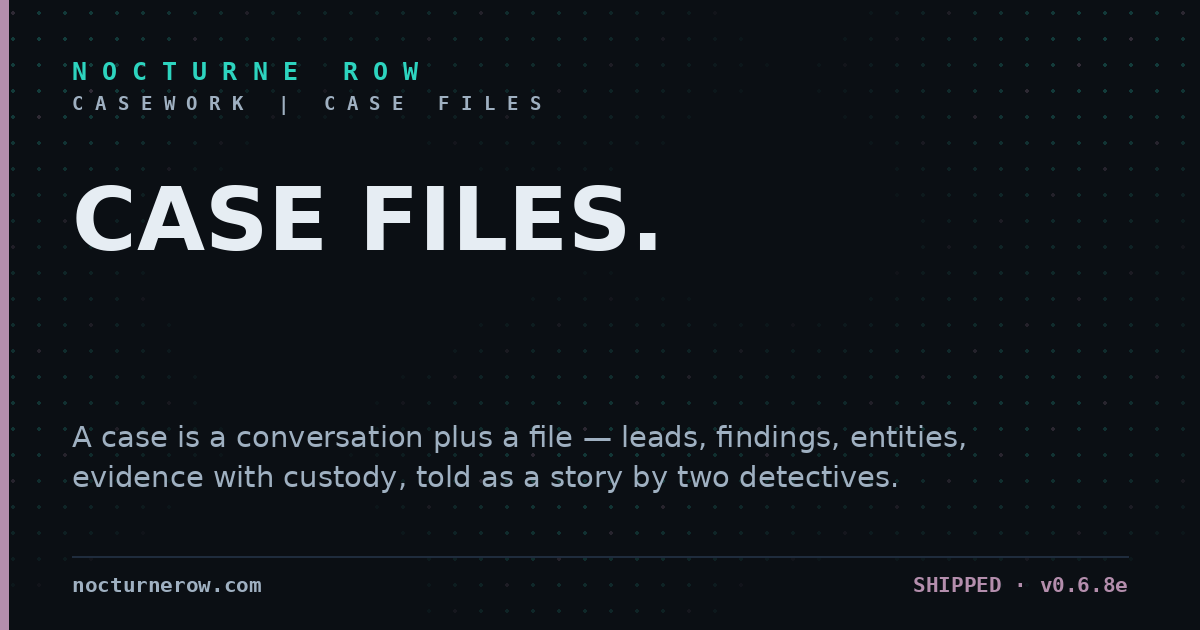 NOCTURNE ROW
CASEWORK | CASE FILES
CASE FILES.
A case is a conversation plus a file — leads, findings, entities,
evidence with custody, told as a story by two detectives.
nocturnerow.com
SHIPPED · v0.6.8e